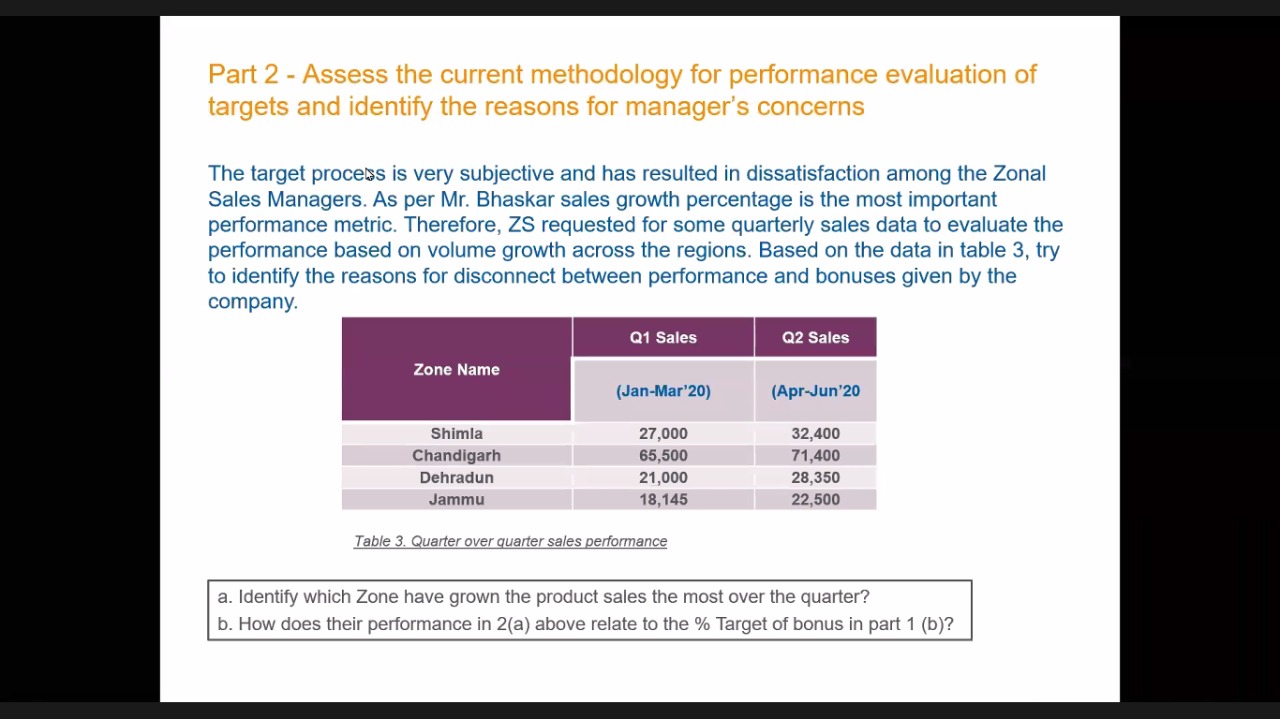 Part 2 - Assess the current methodology for performance evaluation of
targets and identify the reasons for manager's concerns
The target process is very subjective and has resulted in dissatisfaction among the Zonal
Sales Managers. As per Mr. Bhaskar sales growth percentage is the most important
performance metric. Therefore, ZS requested for some quarterly sales data to evaluate the
performance based on volume growth across the regions. Based on the data in table 3, try
to identify the reasons for disconnect between performance and bonuses given by the
company.
Zone Name Q1 Sales Q2 Sales
(Jan-Mar'20) (Apr-Jun'20
Shimla 27,000 32,400
Chandigarh 65,500 71,400
Dehradun 21,000 28,350
Jammu 18,145 22,500
Table 3. Quarter over quarter sales performance
a. Identify which Zone have grown the product sales the most over the quarter?
b. How does their performance in 2(a) above relate to the % Target of bonus in part 1 (b)?